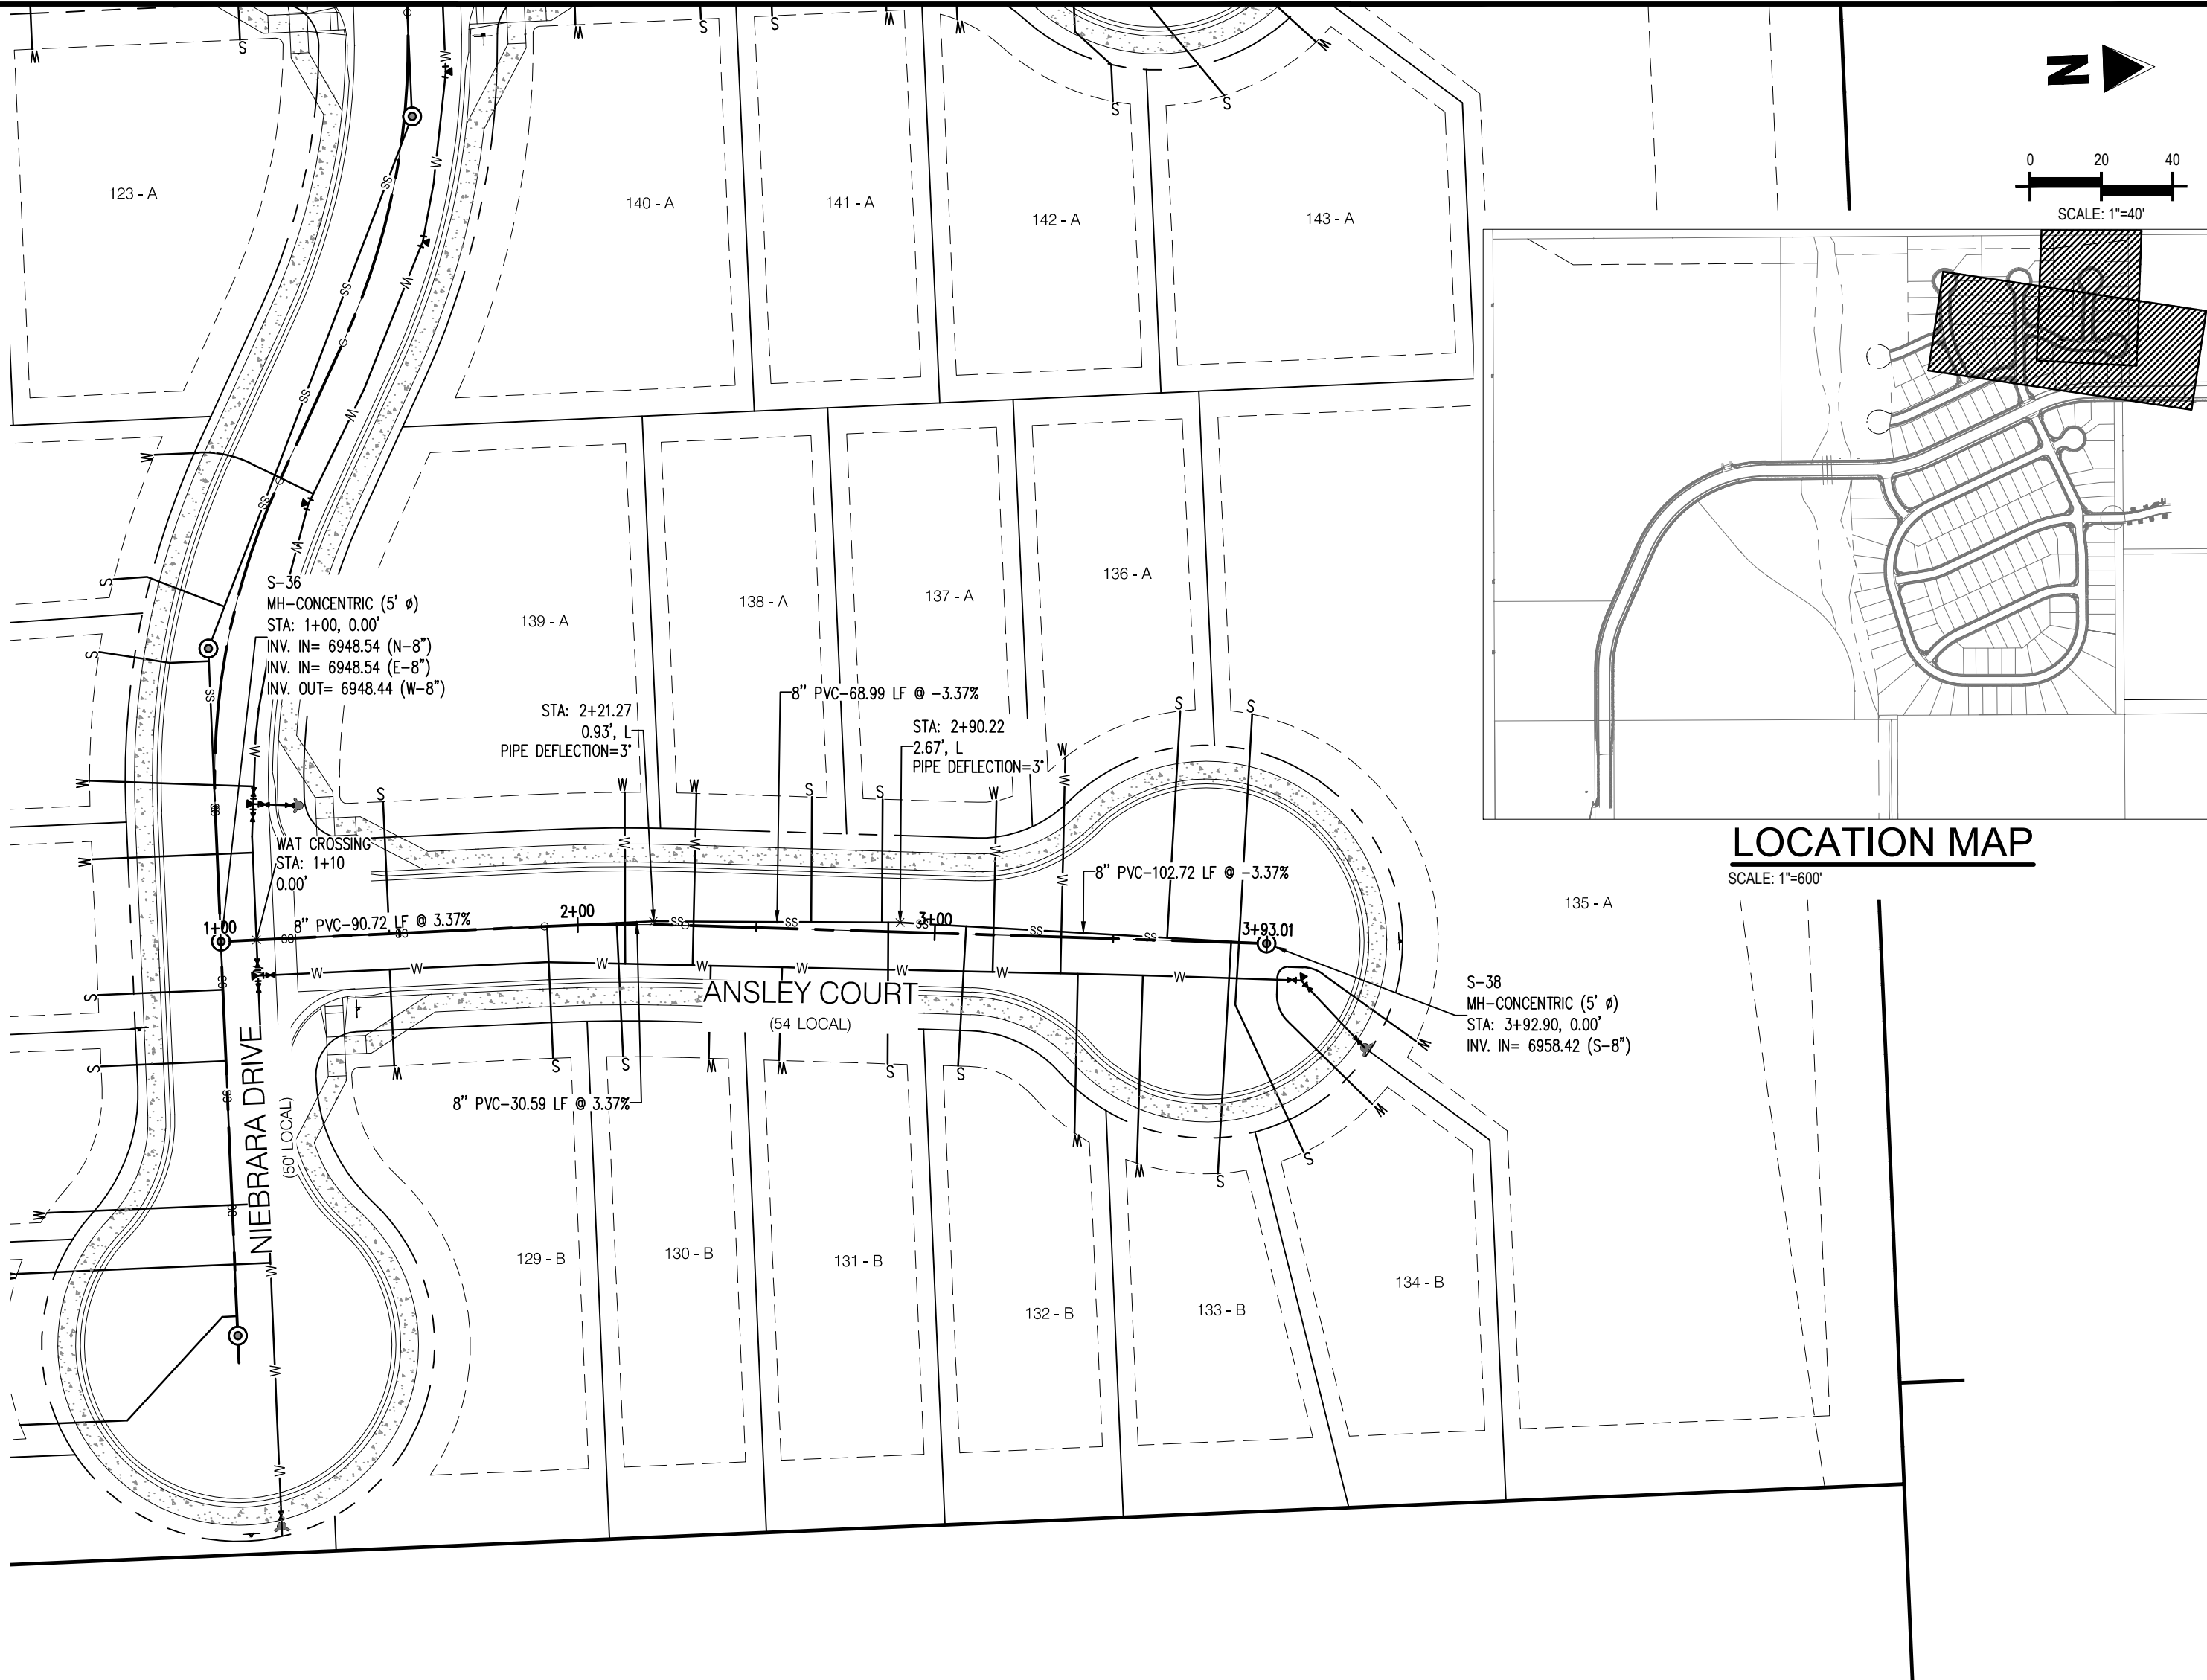 N
0 20 40
SCALE: 1"=40'
123 - A
140 - A
141 - A
142 - A
143 - A
S-36
MH-CONCENTRIC (5' ø)
STA: 1+00, 0.00'
INV. IN= 6948.54 (N-8")
INV. IN= 6948.54 (E-8")
INV. OUT= 6948.44 (W-8")
139 - A
138 - A
137 - A
136 - A
STA: 2+21.27
0.93', L
PIPE DEFLECTION=3°
8" PVC-68.99 LF @ -3.37%
STA: 2+90.22
2.67', L
PIPE DEFLECTION=3°
LOCATION MAP
SCALE: 1"=600'
WAT CROSSING
STA: 1+10
0.00'
8" PVC-102.72 LF @ -3.37%
135 - A
1+00
8" PVC-90.72 LF @ 3.37%
2+00
3+00
3+93.01
S-38
MH-CONCENTRIC (5' ø)
STA: 3+92.90, 0.00'
INV. IN= 6958.42 (S-8")
ANSLEY COURT
(54' LOCAL)
NIEBRARA DRIVE
(50' LOCAL)
8" PVC-30.59 LF @ 3.37%
129 - B
130 - B
131 - B
132 - B
133 - B
134 - B